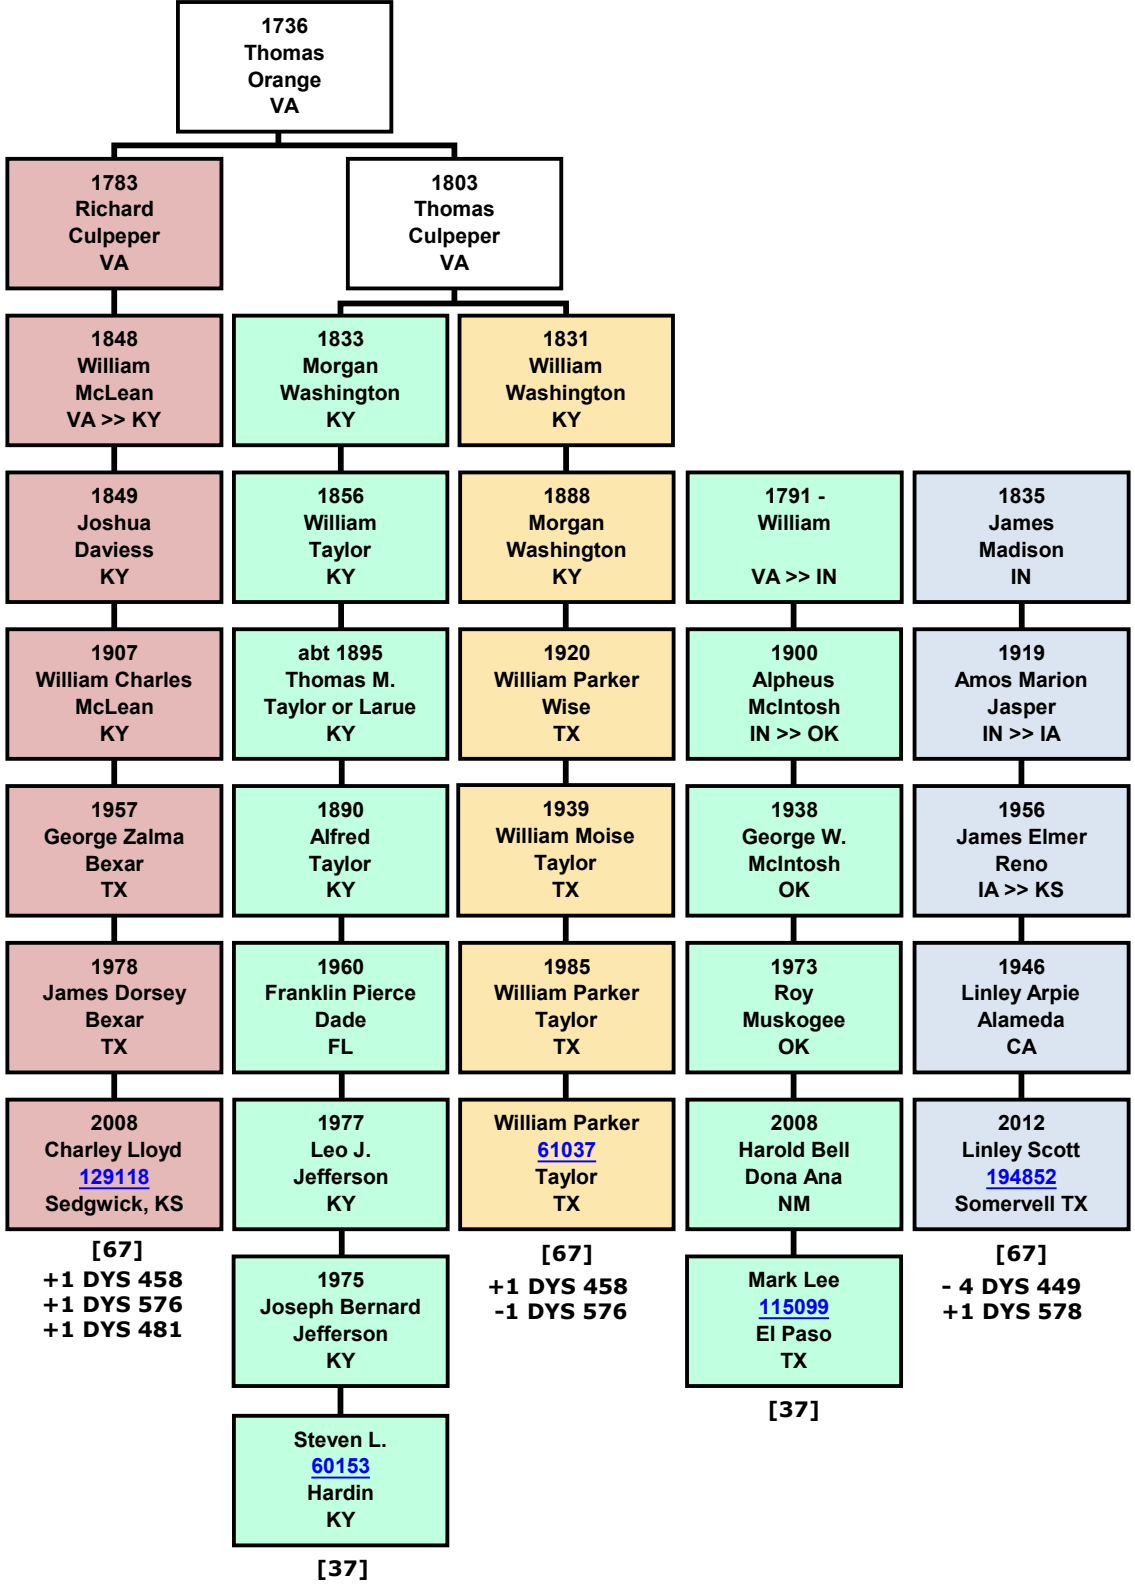 1736
Thomas
Orange
VA
1783
Richard
Culpeper
VA
1803
Thomas
Culpeper
VA
1848
William
McLean
VA >> KY
1833
Morgan
Washington
KY
1831
William
Washington
KY
1849
Joshua
Daviess
KY
1856
William
Taylor
KY
1888
Morgan
Washington
KY
1791 -
William
VA >> IN
1835
James
Madison
IN
1907
William Charles
McLean
KY
abt 1895
Thomas M.
Taylor or Larue
KY
1920
William Parker
Wise
TX
1900
Alpheus
McIntosh
IN >> OK
1919
Amos Marion
Jasper
IN >> IA
1957
George Zalma
Bexar
TX
1890
Alfred
Taylor
KY
1939
William Moise
Taylor
TX
1938
George W.
McIntosh
OK
1956
James Elmer
Reno
IA >> KS
1978
James Dorsey
Bexar
TX
1960
Franklin Pierce
Dade
FL
1985
William Parker
Taylor
TX
1973
Roy
Muskogee
OK
1946
Linley Arpie
Alameda
CA
2008
Charley Lloyd
129118
Sedgwick, KS
1977
Leo J.
Jefferson
KY
William Parker
61037
Taylor
TX
2008
Harold Bell
Dona Ana
NM
2012
Linley Scott
194852
Somervell TX
[67]
+1 DYS 458
+1 DYS 576
+1 DYS 481
1975
Joseph Bernard
Jefferson
KY
[67]
+1 DYS 458
-1 DYS 576
Mark Lee
115099
El Paso
TX
[67]
- 4 DYS 449
+1 DYS 578
Steven L.
60153
Hardin
KY
[37]
[37]